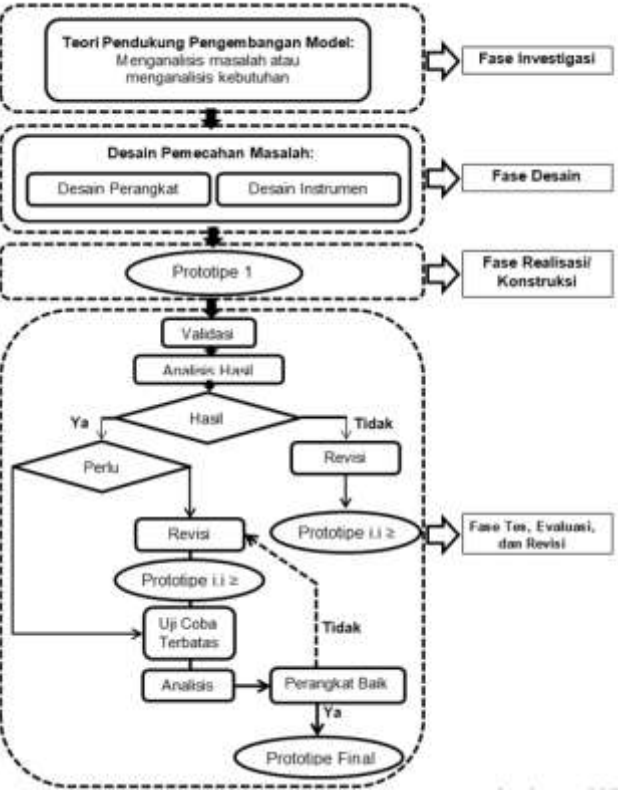 Teori Pendukung Pengembangan Model:
Menganalisis masalah atau
menganalisis kebutuhan
Fase Investigasi
Desain Pemecahan Masalah:
Desain Perangkat
Desain Instrumen
Fase Desain
Prototipe 1
Fase Realisasi/
Konstruksi
Validasi
Analisis Hasil
Hasil
Ya
Tidak
Perlu
Revisi
Revisi
Prototipe i.i ≥
Fase Tes, Evaluasi,
dan Revisi
Prototipe i.i ≥
Uji Coba
Terbatas
Tidak
Analisis
Perangkat Baik
Ya
Prototipe Final